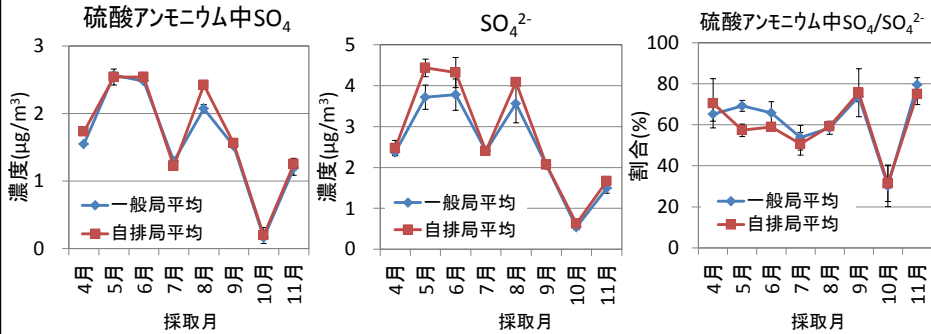 硫酸アンモニウム中SO₄
濃度(μg/m³)
3
2
1
0
一般局平均
自排局平均
4月 5月 6月 7月 8月 9月 10月 11月
採取月
SO₄²⁻
濃度(μg/m³)
5
4
3
2
1
0
一般局平均
自排局平均
4月 5月 6月 7月 8月 9月 10月 11月
採取月
硫酸アンモニウム中SO₄/SO₄²⁻
割合(%)
100
80
60
40
20
0
一般局平均
自排局平均
4月 5月 6月 7月 8月 9月 10月 11月
採取月